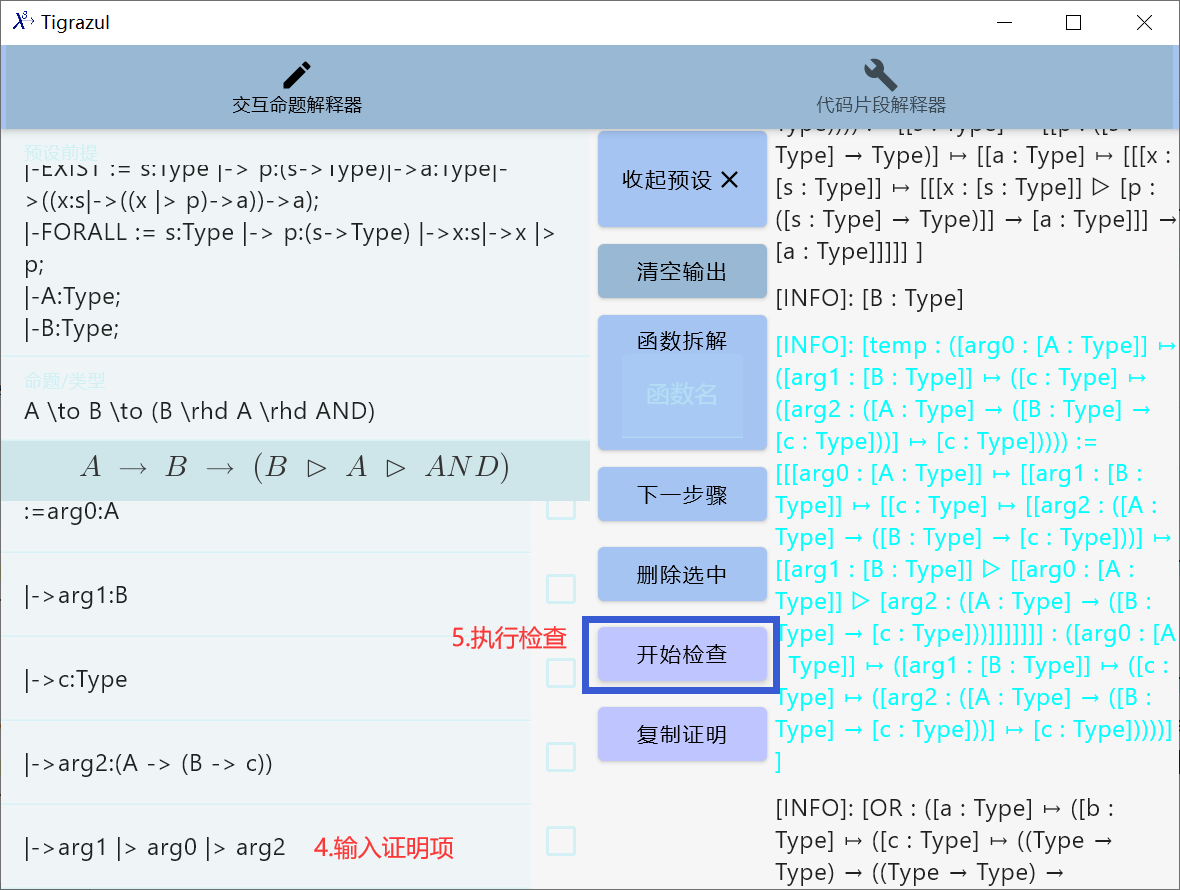 Tigrazul
交互命题解释器
代码片段解释器
预设前提
|-EXIST := s:Type |-> p:(s->Type)|->a:Type|-
>((x:s|->((x |> p)->a))->a);
|-FORALL := s:Type |-> p:(s->Type) |->x:s|->x |>
p;
|-A:Type;
|-B:Type;
命题/类型
A \to B \to (B \rhd A \rhd AND)
A → B → (B ▷ A ▷ AND)
:=arg0:A
|->arg1:B
|->c:Type
|->arg2:(A -> (B -> c))
|->arg1 |> arg0 |> arg2
4.输入证明项
5.执行检查
收起预设 ✕
清空输出
函数拆解
函数名
下一步骤
删除选中
开始检查
复制证明
Type] → Type)] ↦ [[a : Type] ↦ [[[x :
[s : Type]] ↦ [[[x : [s : Type]] ▷ [p :
([s : Type] → Type)]] → [a : Type]]] →
[a : Type]]]]] ]
[INFO]: [B : Type]
[INFO]: [temp : ([arg0 : [A : Type]] ↦
([arg1 : [B : Type]] ↦ ([c : Type] ↦
([arg2 : ([A : Type] → ([B : Type] →
[c : Type]))] ↦ [c : Type])))) :=
[[[arg0 : [A : Type]] ↦ [[arg1 : [B :
Type]] ↦ [[c : Type] ↦ [[arg2 : ([A :
Type] → ([B : Type] → [c : Type]))] ↦
[[arg1 : [B : Type]] ▷ [[arg0 : [A :
Type]] ▷ [arg2 : ([A : Type] → ([B :
Type] → [c : Type]))]]]]]]] : ([arg0 : [A
Type]] ↦ ([arg1 : [B : Type]] ↦ ([c :
Type] ↦ ([arg2 : ([A : Type] → ([B :
Type] → [c : Type]))] ↦ [c : Type]))))]
]
[INFO]: [OR : ([a : Type] ↦ ([b :
Type] ↦ ([c : Type] ↦ ((Type →
Type) → ((Type → Type) →